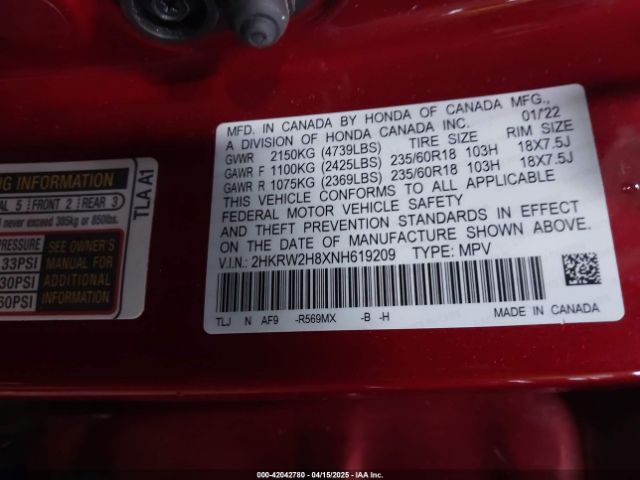 MFD. IN CANADA BY HONDA OF CANADA MFG.,
A DIVISION OF HONDA CANADA INC. 01/'22
GVWR 2150KG (4739LBS) TIRE SIZE RIM SIZE
GAWR F 1100KG (2425LBS) 235/60R18 103H 18X7.5J
GAWR R 1075KG (2369LBS) 235/60R18 103H 18X7.5J
THIS VEHICLE CONFORMS TO ALL APPLICABLE
FEDERAL MOTOR VEHICLE SAFETY
AND THEFT PREVENTION STANDARDS IN EFFECT
ON THE DATE OF MANUFACTURE SHOWN ABOVE.
V.I.N.: 2HKRW2H8XNH619209 TYPE: MPV
TLJ N AF9 -R569MX -B -H
MADE IN CANADA
INFORMATION
5 FRONT 2 REAR 3
never exceed 385kg or 850lbs.
TLA A1
PRESSURE
33PSI
30PSI
60PSI
SEE OWNER'S
MANUAL FOR
ADDITIONAL
INFORMATION
000-42042780 - 04/15/2025 - IAA Inc.